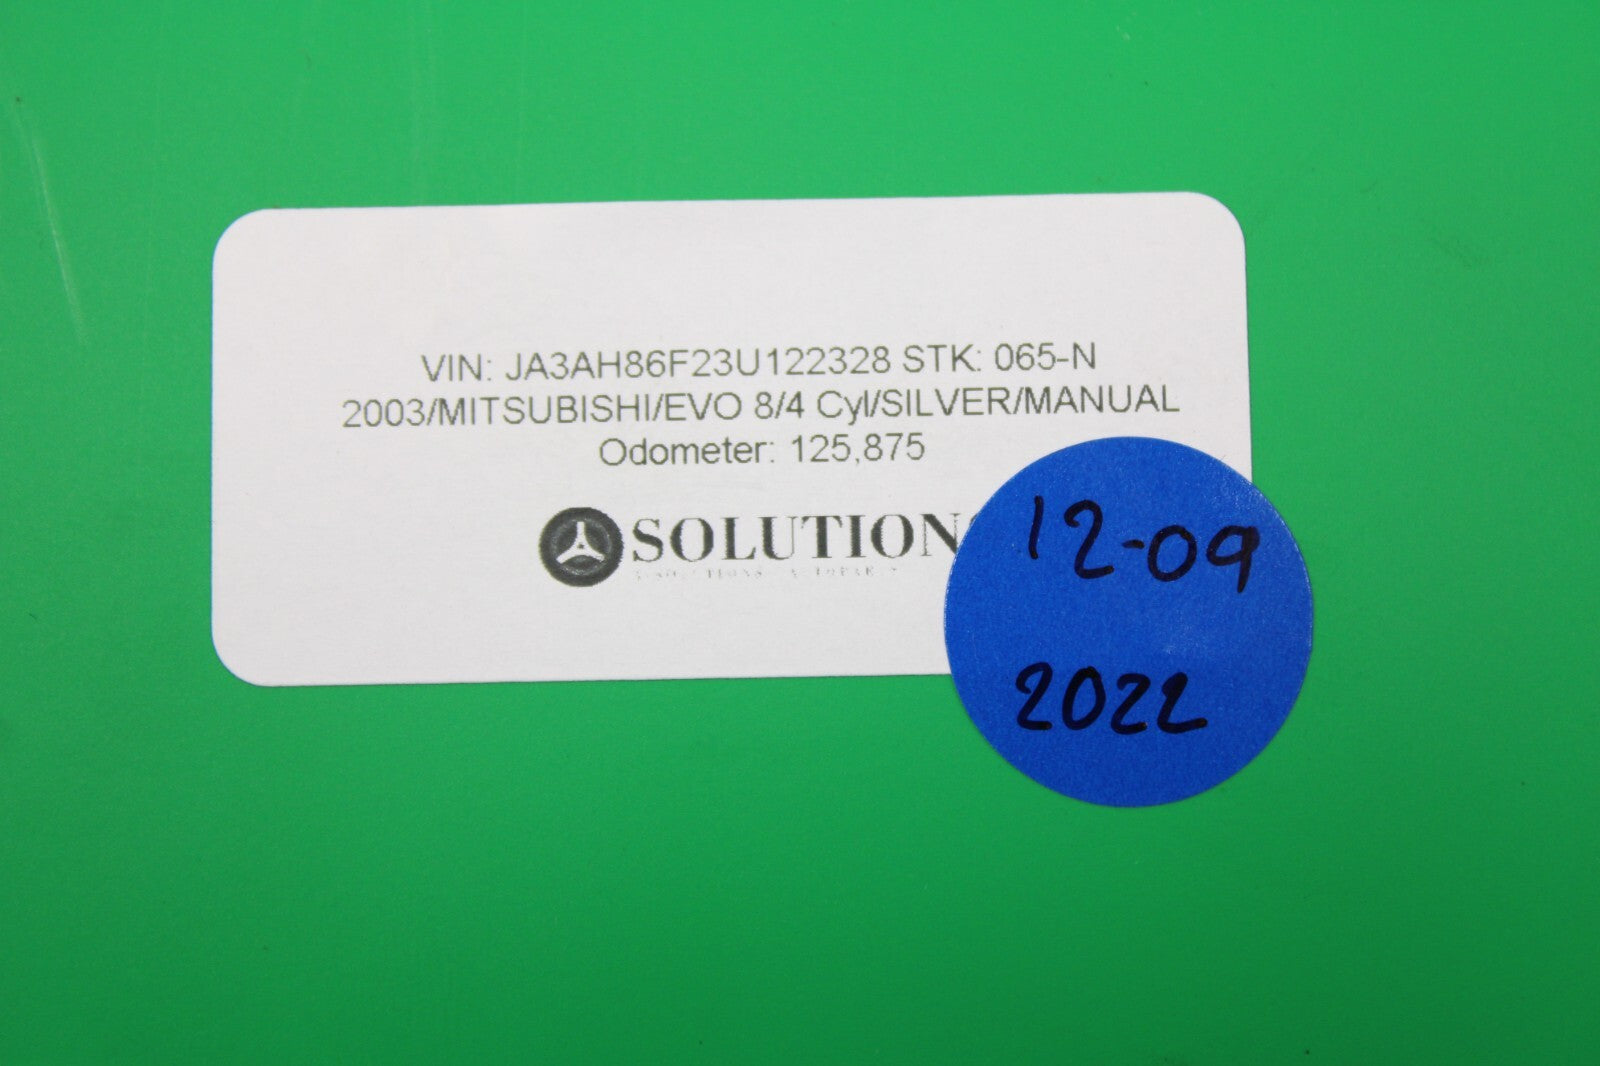 VIN: JA3AH86F23U122328 STK: 065-N
2003/MITSUBISHI/EVO 8/4 Cyl/SILVER/MANUAL
Odometer: 125,875
SOLUTION
12-09
2022